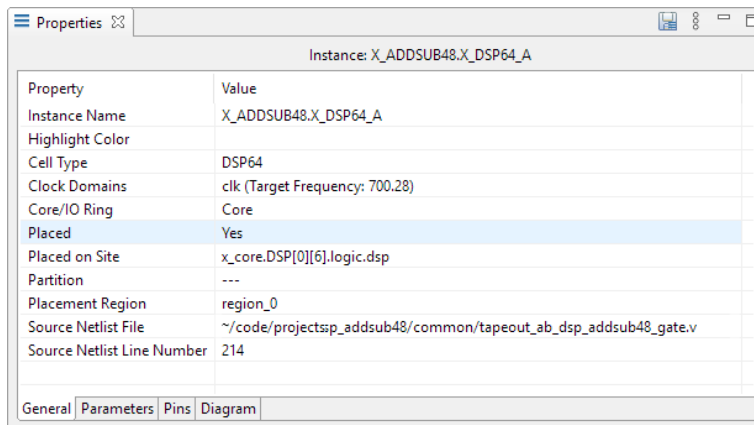 Properties
Instance: X_ADDSUB48.X_DSP64_A
Property Value
Instance Name X_ADDSUB48.X_DSP64_A
Highlight Color
Cell Type DSP64
Clock Domains clk (Target Frequency: 700.28)
Core/IO Ring Core
Placed Yes
Placed on Site x_core.DSP[0][6].logic.dsp
Partition ---
Placement Region region_0
Source Netlist File ~/code/projectssp_addsub48/common/tapeout_ab_dsp_addsub48_gate.v
Source Netlist Line Number 214
General Parameters Pins Diagram